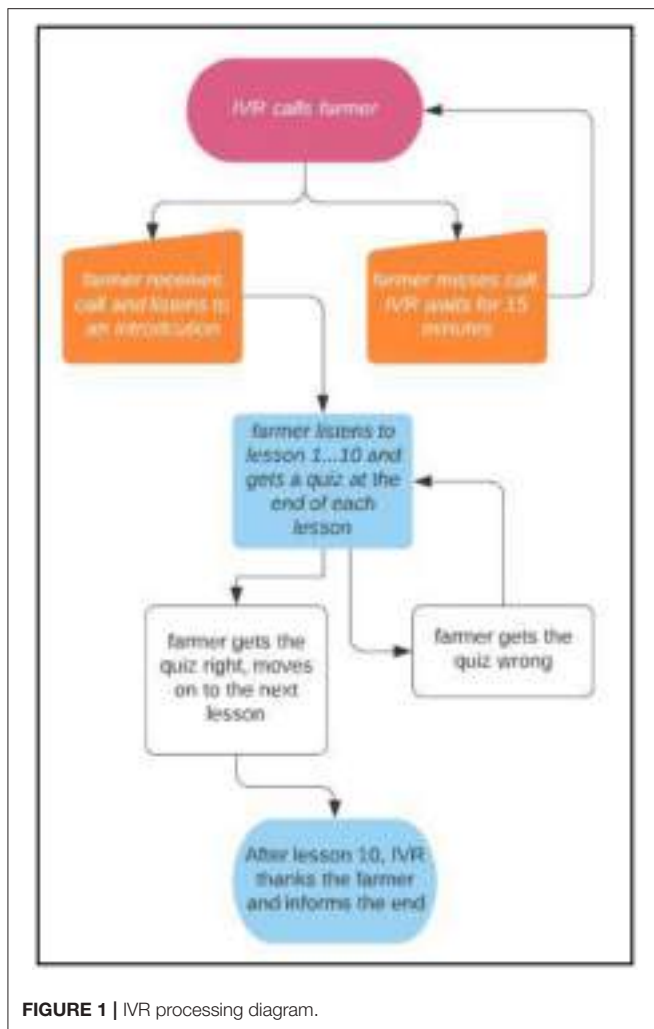 IVR calls farmer
farmer receives
call and listens to
an introdcution
farmer misses call,
IVR waits for 15
minutes
farmer listens to
lesson 1...10 and
gets a quiz at the
end of each
lesson
farmer gets the
quiz right, moves
on to the next
lesson
farmer gets the
quiz wrong
After lesson 10, IVR
thanks the farmer
and informs the end
FIGURE 1 | IVR processing diagram.